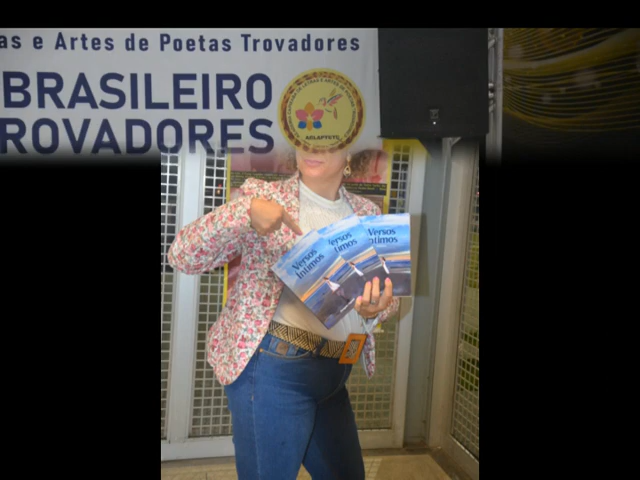 as e Artes de Poetas Trovadores
BRASILEIRO
ROVADORES
Versos
Íntimos
Versos
Íntimos
Versos
Íntimos